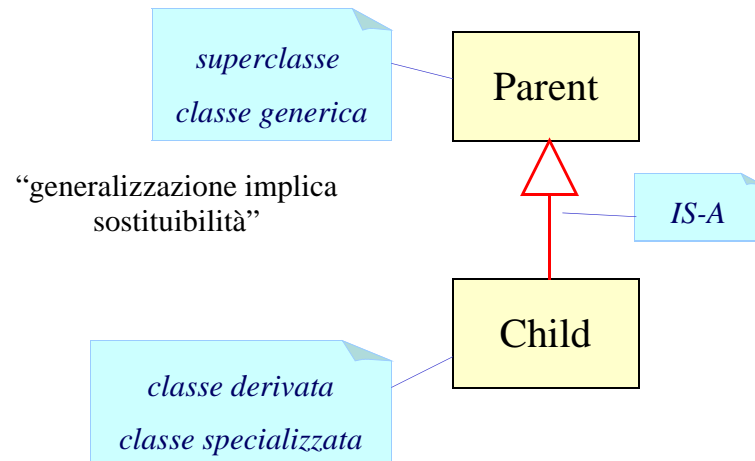 superclasse
classe generica
Parent
“generalizzazione implica
sostituibilità”
IS-A
Child
classe derivata
classe specializzata